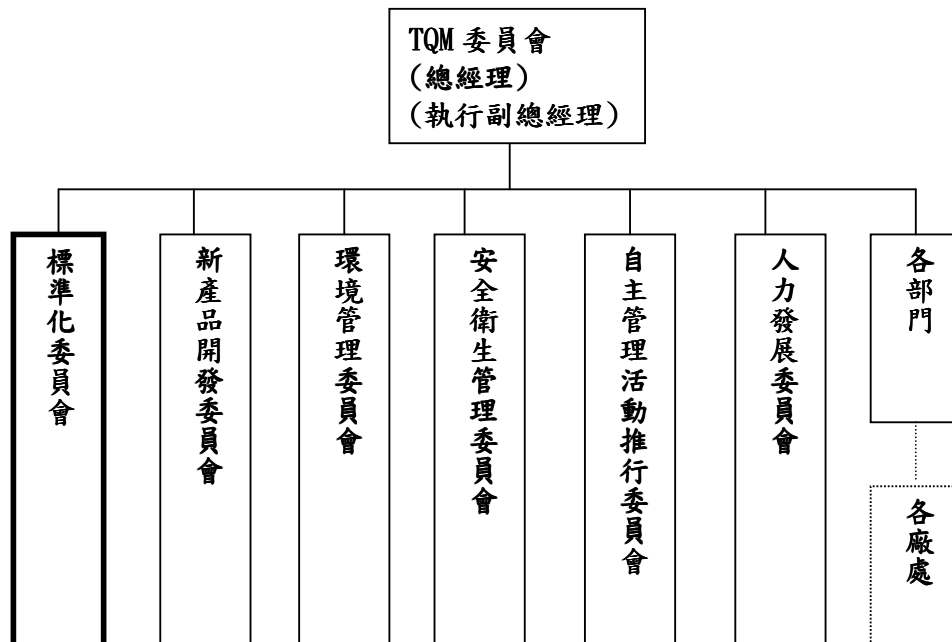 TQM 委員會
(總經理)
(執行副總經理)
標準化委員會
新產品開發委員會
環境管理委員會
安全衛生管理委員會
自主管理活動推行委員會
人力發展委員會
各部門
各廠處